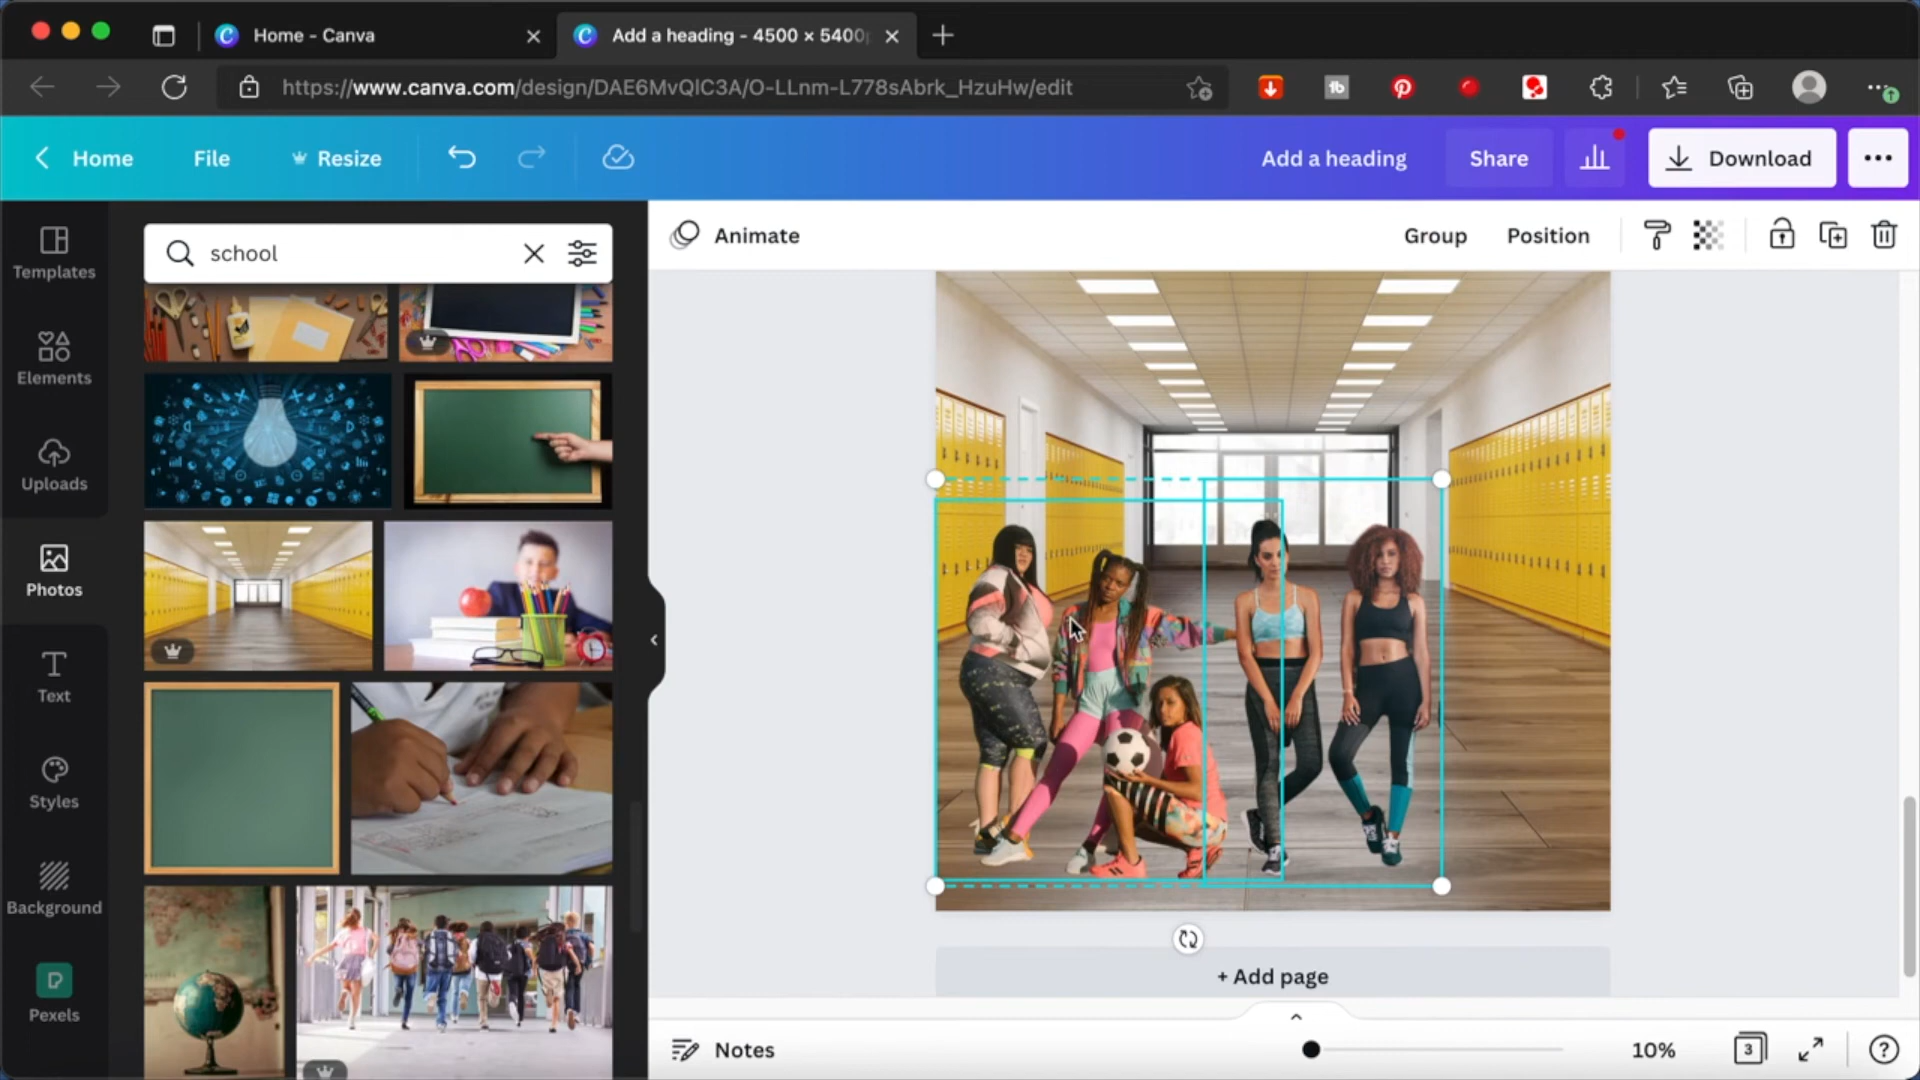 Home - Canva
Add a heading - 4500 × 5400
https://www.canva.com/design/DAE6MvQlC3A/O-LLnm-L778sAbrk_HzuHw/edit
Home
File
Resize
Add a heading
Share
Download
Templates
Elements
Uploads
Photos
Text
Styles
Background
Pexels
school
Animate
Group
Position
+ Add page
Notes
10%
3